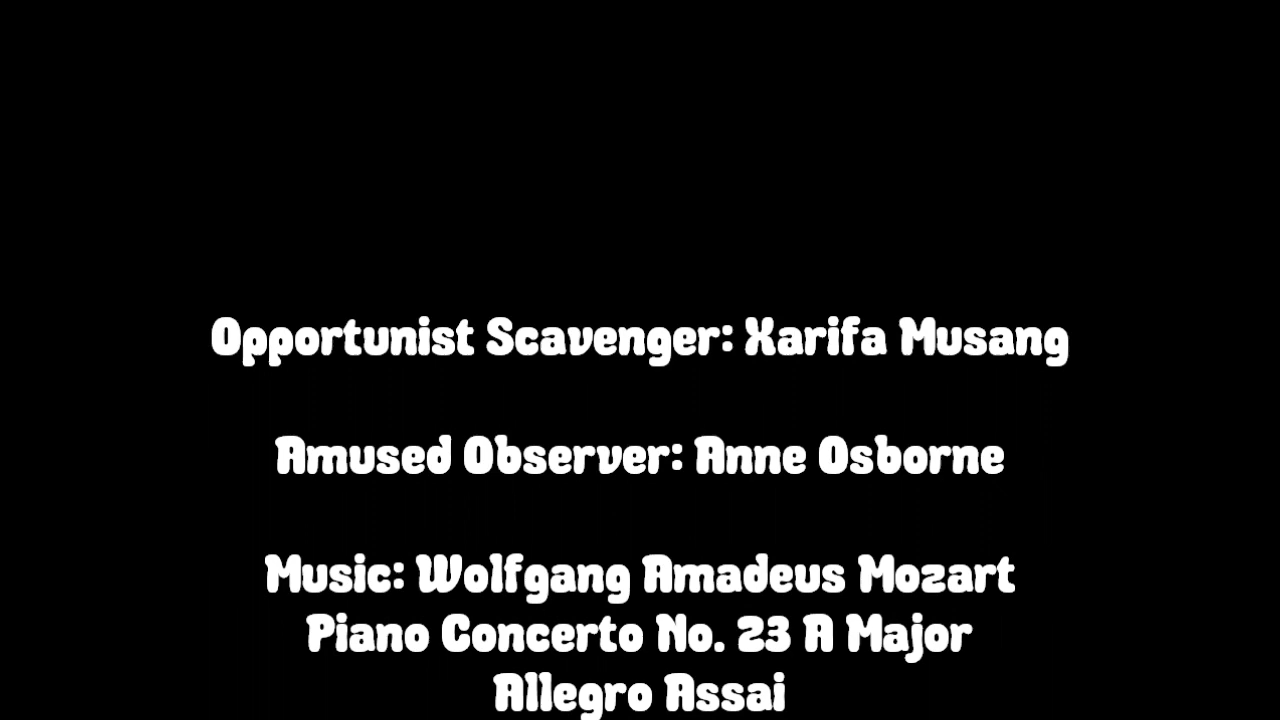 Opportunist Scavenger: Xarifa Musang
Amused Observer: Anne Osborne
Music: Wolfgang Amadeus Mozart
Piano Concerto No. 23 A Major
Allegro Assai